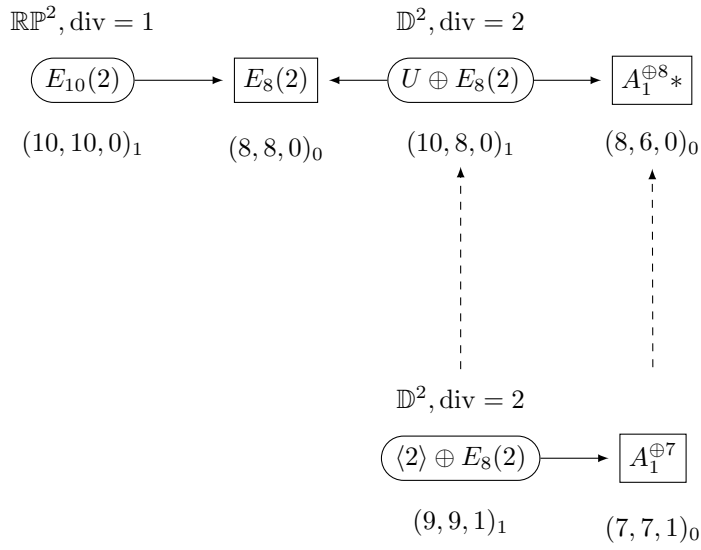 ℝℙ², div = 1
𝔻², div = 2
E₁₀(2)
E₈(2)
U ⊕ E₈(2)
A₁^{⊕8}*
(10, 10, 0)₁
(8, 8, 0)₀
(10, 8, 0)₁
(8, 6, 0)₀
𝔻², div = 2
⟨2⟩ ⊕ E₈(2)
A₁^{⊕7}
(9, 9, 1)₁
(7, 7, 1)₀